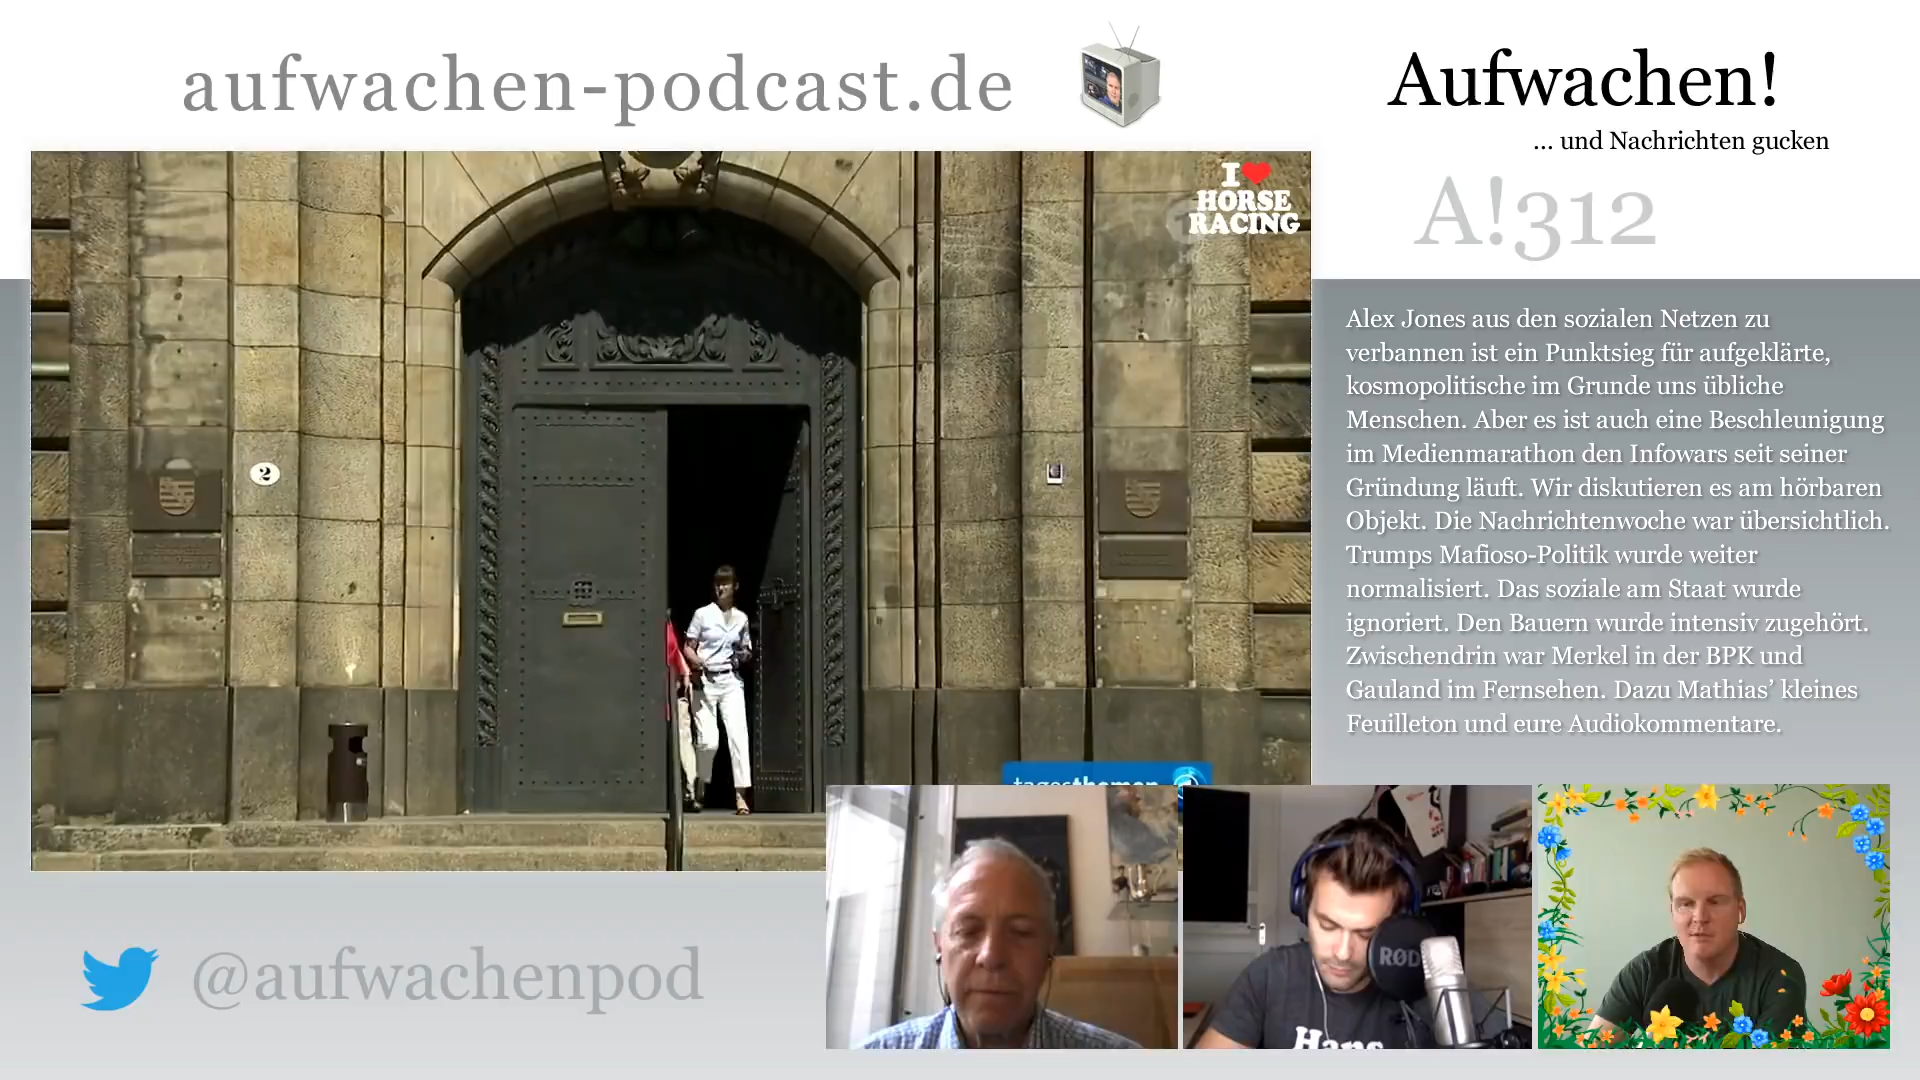 aufwachen-podcast.de
Aufwachen!
... und Nachrichten gucken
A!312
I
HORSE
RACING
2
Alex Jones aus den sozialen Netzen zu
verbannen ist ein Punktsieg für aufgeklärte,
kosmopolitische im Grunde uns übliche
Menschen. Aber es ist auch eine Beschleunigung
im Medienmarathon den Infowars seit seiner
Gründung läuft. Wir diskutieren es am hörbaren
Objekt. Die Nachrichtenwoche war übersichtlich.
Trumps Mafioso-Politik wurde weiter
normalisiert. Das soziale am Staat wurde
ignoriert. Den Bauern wurde intensiv zugehört.
Zwischendrin war Merkel in der BPK und
Gauland im Fernsehen. Dazu Mathias’ kleines
Feuilleton und eure Audiokommentare.
tagesthemen
RØD
Hans
@aufwachenpod